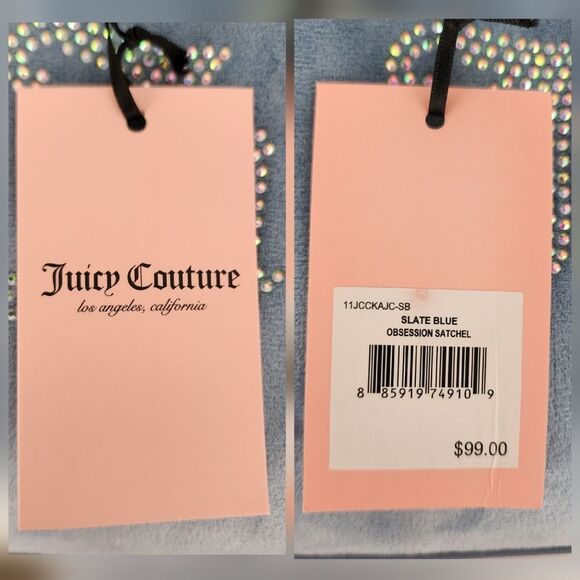 Juicy Couture
los angeles, california
11JCCKAJC-SB
SLATE BLUE
OBSESSION SATCHEL
8 85919 74910 9
$99.00